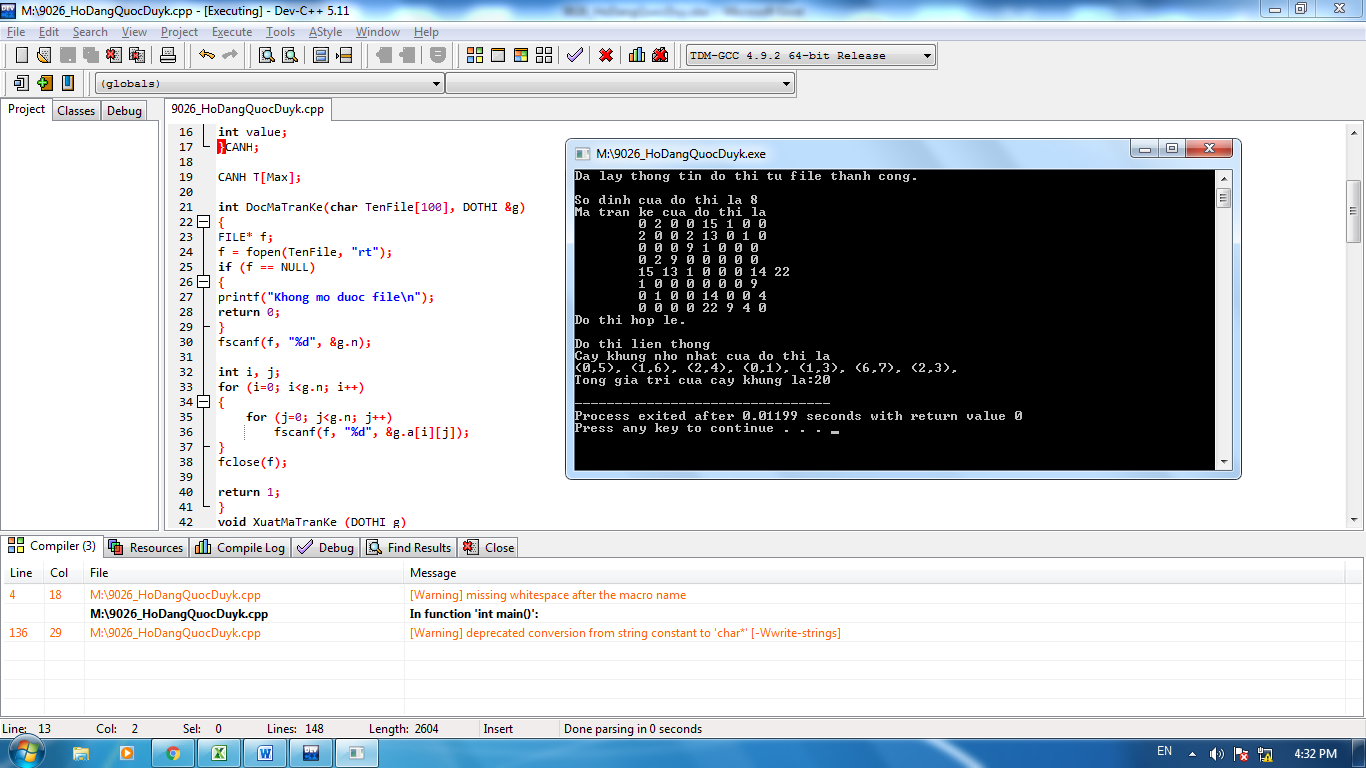 M:\9026_HoDangQuocDuyk.cpp - [Executing] - Dev-C++ 5.11
File Edit Search View Project Execute Tools AStyle Window Help
TDM-GCC 4.9.2 64-bit Release
(globals)
Project Classes Debug
9026_HoDangQuocDuyk.cpp
16 int value;
17 }CANH;
18
19 CANH T[Max];
20
21 int DocMaTranKe(char TenFile[100], DOTHI &g)
22 {
23 FILE* f;
24 f = fopen(TenFile, "rt");
25 if (f == NULL)
26 {
27 printf("Khong mo duoc file\n");
28 return 0;
29 }
30 fscanf(f, "%d", &g.n);
31
32 int i, j;
33 for (i=0; i<g.n; i++)
34 {
35 for (j=0; j<g.n; j++)
36 fscanf(f, "%d", &g.a[i][j]);
37 }
38 fclose(f);
39
40 return 1;
41 }
42 void XuatMaTranKe (DOTHI g)
M:\9026_HoDangQuocDuyk.exe
Da lay thong tin do thi tu file thanh cong.
So dinh cua do thi la 8
Ma tran ke cua do thi la
0 2 0 0 15 1 0 0
2 0 0 2 13 0 1 0
0 0 0 9 1 0 0 0
0 2 9 0 0 0 0 0
15 13 1 0 0 0 14 22
1 0 0 0 0 0 0 9
0 1 0 0 14 0 0 4
0 0 0 0 22 9 4 0
Do thi hop le.
Do thi lien thong
Cay khung nho nhat cua do thi la
(0,5), (1,6), (2,4), (0,1), (1,3), (6,7), (2,3),
Tong gia tri cua cay khung la:20
--------------------------------
Process exited after 0.01199 seconds with return value 0
Press any key to continue . . .
Compiler (3) Resources Compile Log Debug Find Results Close
Line Col File Message
4 18 M:\9026_HoDangQuocDuyk.cpp [Warning] missing whitespace after the macro name
M:\9026_HoDangQuocDuyk.cpp In function 'int main()':
136 29 M:\9026_HoDangQuocDuyk.cpp [Warning] deprecated conversion from string constant to 'char*' [-Wwrite-strings]
Line: 13 Col: 2 Sel: 0 Lines: 148 Length: 2604 Insert Done parsing in 0 seconds
EN 4:32 PM